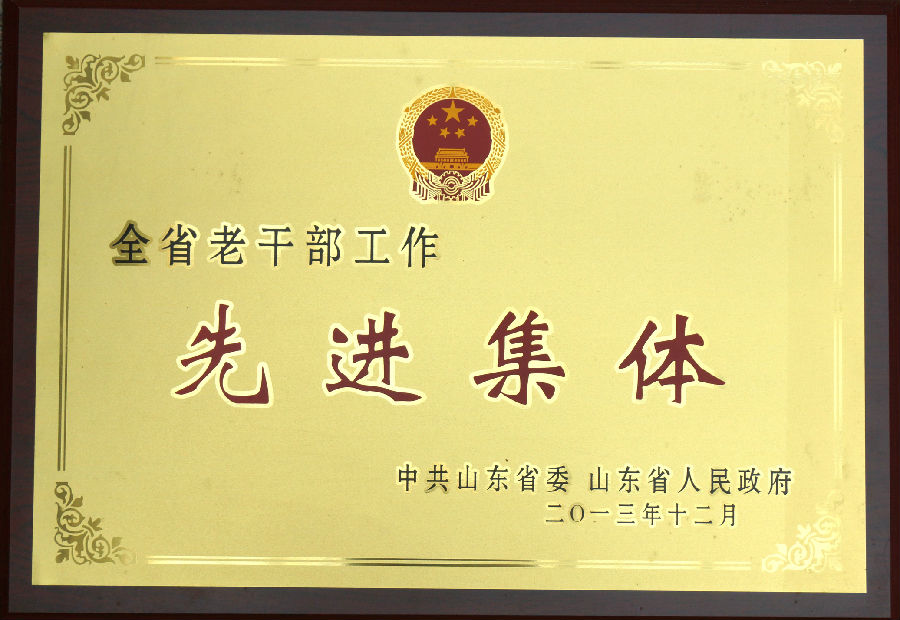 全省老干部工作
先进集体
中共山东省委 山东省人民政府
二〇一三年十二月